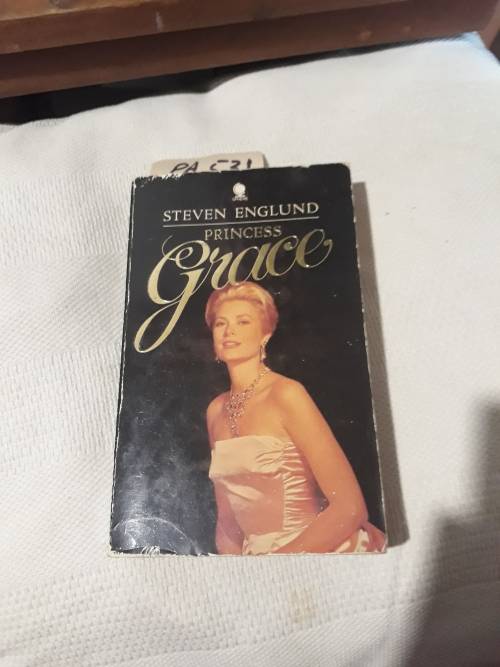 PA 531
STEVEN ENGLUND
PRINCESS
Grace